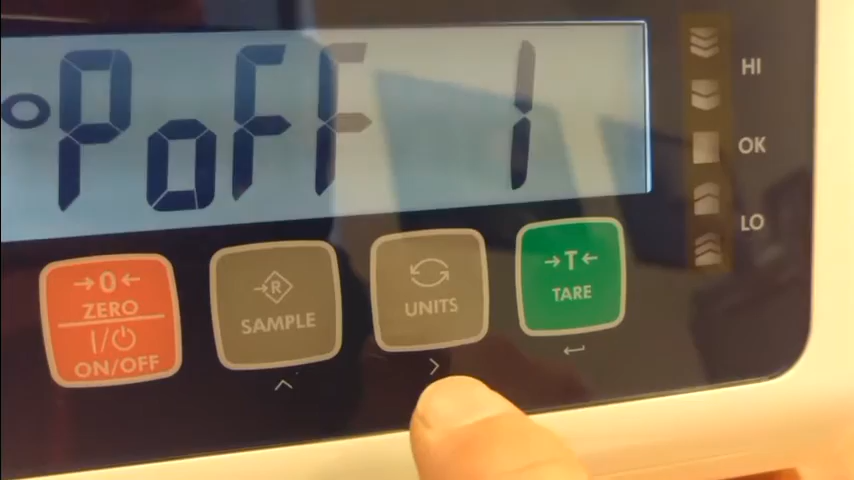 PoFF 1
HI
OK
LO
→0←
ZERO
I/⏻
ON/OFF
→R
SAMPLE
UNITS
→T←
TARE